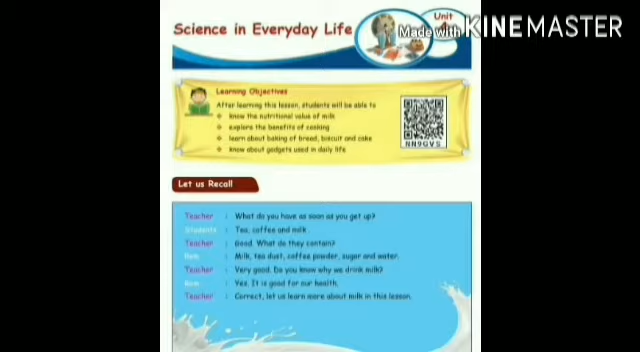 Science in Everyday Life
Unit
Made with KINEMASTER
Learning Objectives
After learning this lesson, students will be able to
❖ know the nutritional value of milk
❖ explore the benefits of cooking
❖ learn about baking of bread, biscuit and cake
❖ know about gadgets used in daily life
NN9GVS
Let us Recall
Teacher : What do you have as soon as you get up?
Students : Tea, coffee and milk.
Teacher : Good. What do they contain?
: Milk, tea dust, coffee powder, sugar and water.
Teacher : Very good. Do you know why we drink milk?
: Yes. It is good for our health.
Teacher : Correct, let us learn more about milk in this lesson.